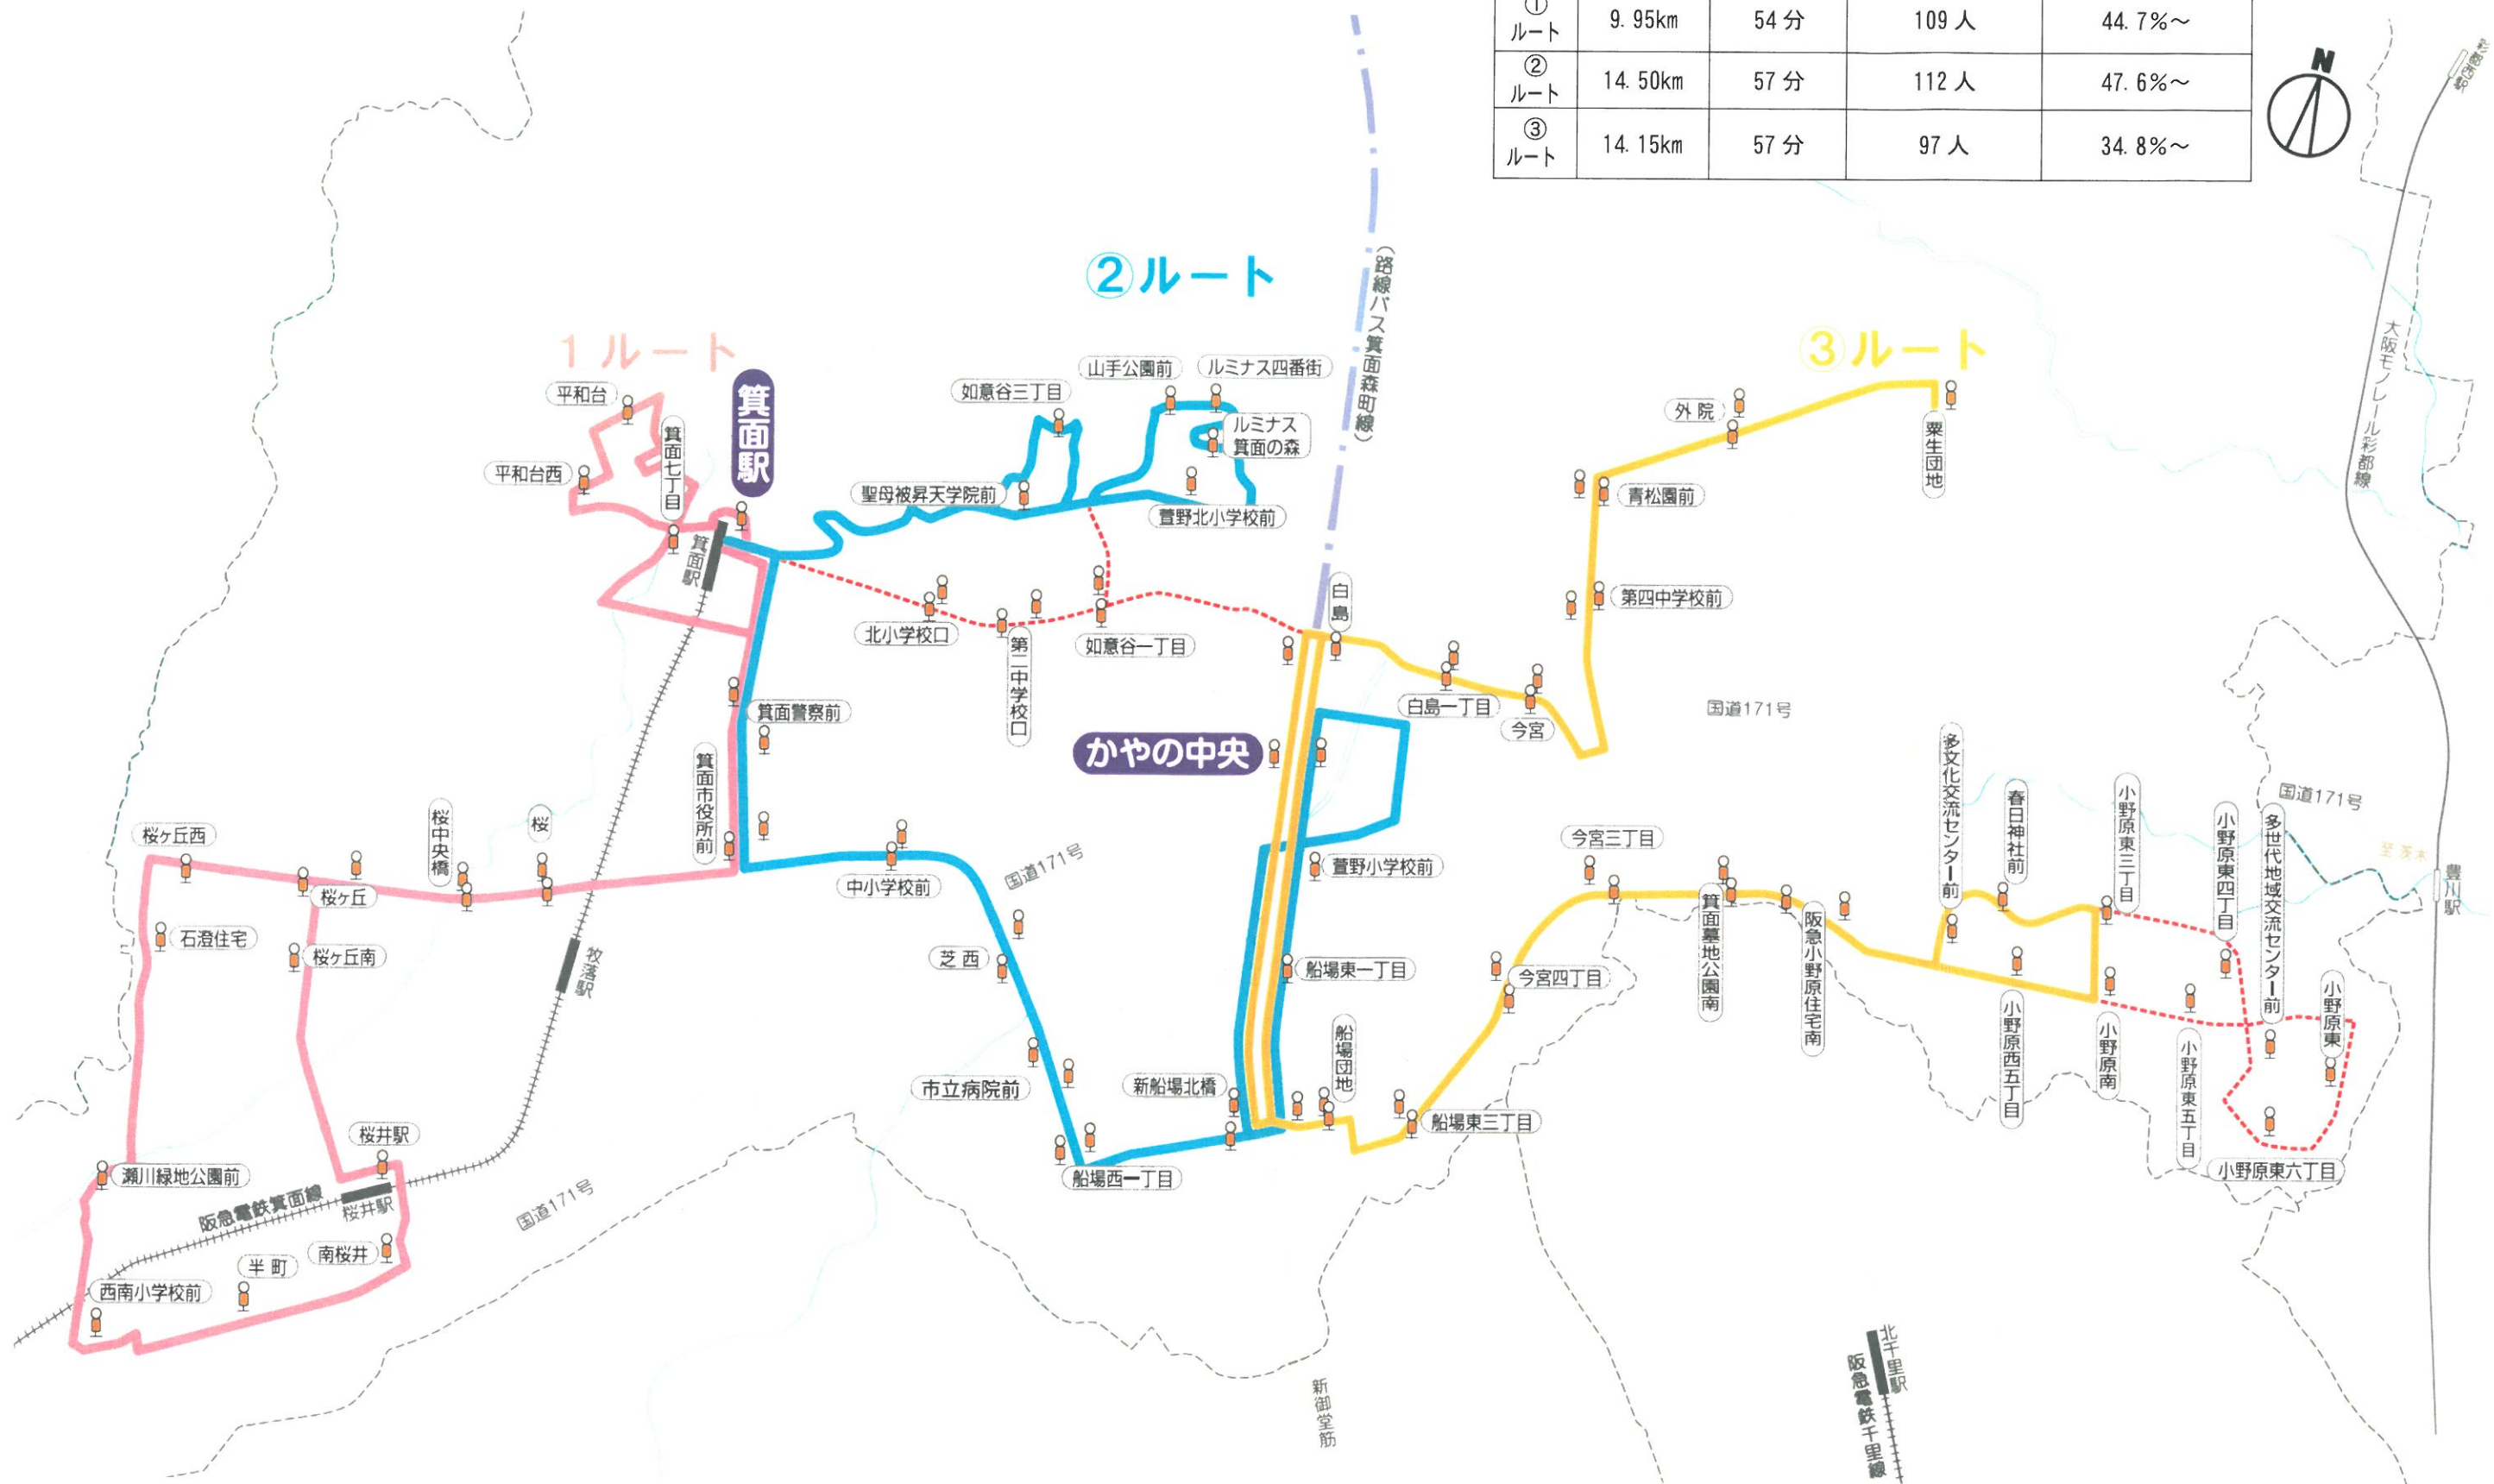 ①
ルート
9.95km
54分
109人
44.7%~
②
ルート
14.50km
57分
112人
47.6%~
③
ルート
14.15km
57分
97人
34.8%~
N
彩都西駅
大阪モノレール彩都線
(路線バス箕面森町線)
②ルート
1ルート
③ルート
箕面駅
平和台
箕面七丁目
平和台西
箕面駅
如意谷三丁目
山手公園前
ルミナス四番街
ルミナス
箕面の森
聖母被昇天学院前
萱野北小学校前
外院
粟生団地
青松園前
第四中学校前
白島
北小学校口
第二中学校口
如意谷一丁目
白島一丁目
今宮
国道171号
箕面警察前
箕面市役所前
かやの中央
桜ヶ丘西
桜中央橋
桜
桜ヶ丘
石澄住宅
桜ヶ丘南
牧落駅
中小学校前
国道171号
芝西
市立病院前
萱野小学校前
船場東一丁目
新船場北橋
船場団地
船場西一丁目
船場東三丁目
今宮三丁目
今宮四丁目
箕面墓地公園南
阪急小野原住宅南
多文化交流センター前
春日神社前
小野原東三丁目
小野原東四丁目
多世代地域交流センター前
国道171号
至茨木
豊川駅
小野原西五丁目
小野原南
小野原東五丁目
小野原東
小野原東六丁目
桜井駅
瀬川緑地公園前
阪急電鉄箕面線
桜井駅
国道171号
南桜井
半町
西南小学校前
新御堂筋
北千里駅
阪急電鉄千里線